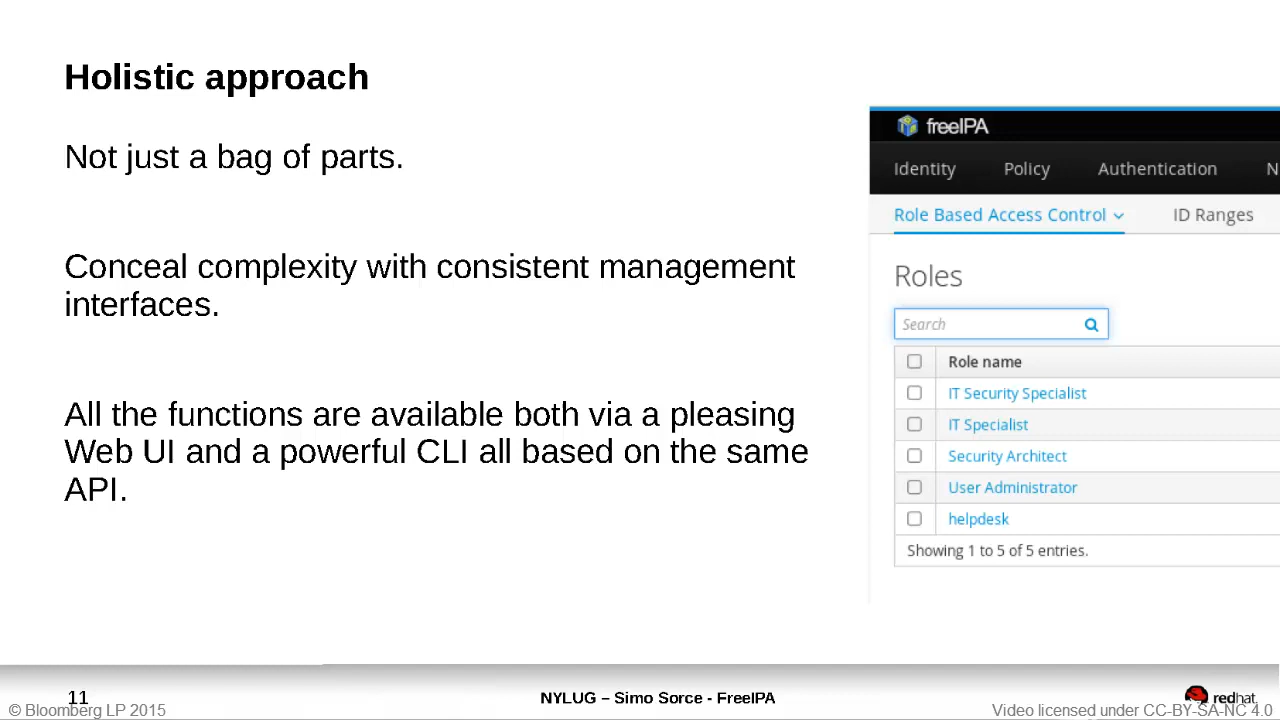 Holistic approach
Not just a bag of parts.
Conceal complexity with consistent management
interfaces.
All the functions are available both via a pleasing
Web UI and a powerful CLI all based on the same
API.
freeIPA
Identity Policy Authentication N
Role Based Access Control ID Ranges
Roles
Search
Role name
IT Security Specialist
IT Specialist
Security Architect
User Administrator
helpdesk
Showing 1 to 5 of 5 entries.
11
NYLUG – Simo Sorce - FreeIPA
redhat
© Bloomberg LP 2015
Video licensed under CC-BY-SA-NC 4.0